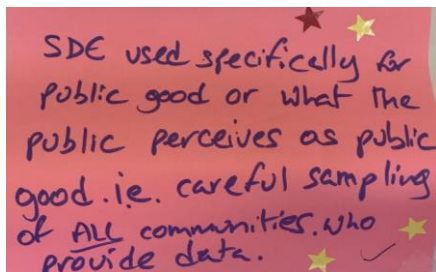 SDE used specifically for
public good or what the
public perceives as public
good. i.e. careful sampling
of ALL communities. who
provide data.